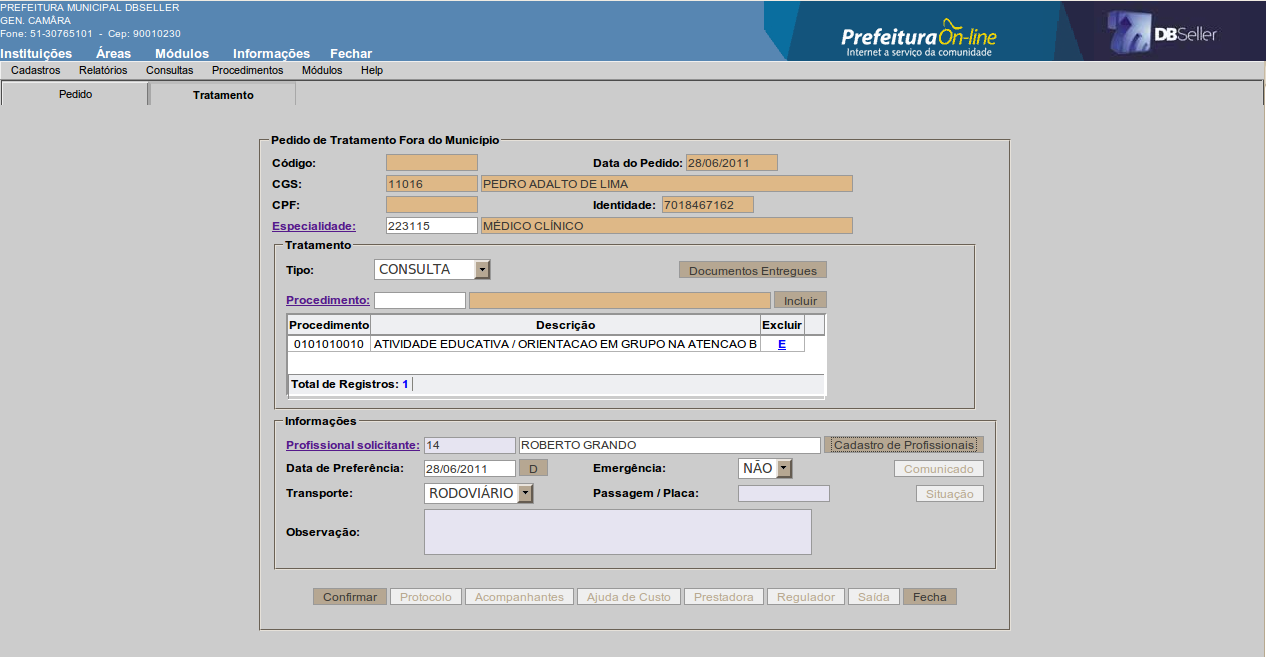 PREFEITURA MUNICIPAL DBSELLER
GEN. CAMÂRA
Fone: 51-30765101 - Cep: 90010230
PrefeituraOn-line
Internet a serviço da comunidade
DBSeller
Instituições Áreas Módulos Informações Fechar
Cadastros Relatórios Consultas Procedimentos Módulos Help
Pedido Tratamento
Pedido de Tratamento Fora do Município
Código: Data do Pedido: 28/06/2011
CGS: 11016 PEDRO ADALTO DE LIMA
CPF: Identidade: 7018467162
Especialidade: 223115 MÉDICO CLÍNICO
Tratamento
Tipo: CONSULTA Documentos Entregues
Procedimento: Incluir
Procedimento Descrição Excluir
0101010010 ATIVIDADE EDUCATIVA / ORIENTACAO EM GRUPO NA ATENCAO B E
Total de Registros: 1
Informações
Profissional solicitante: 14 ROBERTO GRANDO Cadastro de Profissionais
Data de Preferência: 28/06/2011 D Emergência: NÃO Comunicado
Transporte: RODOVIÁRIO Passagem / Placa: Situação
Observação:
Confirmar Protocolo Acompanhantes Ajuda de Custo Prestadora Regulador Saída Fecha